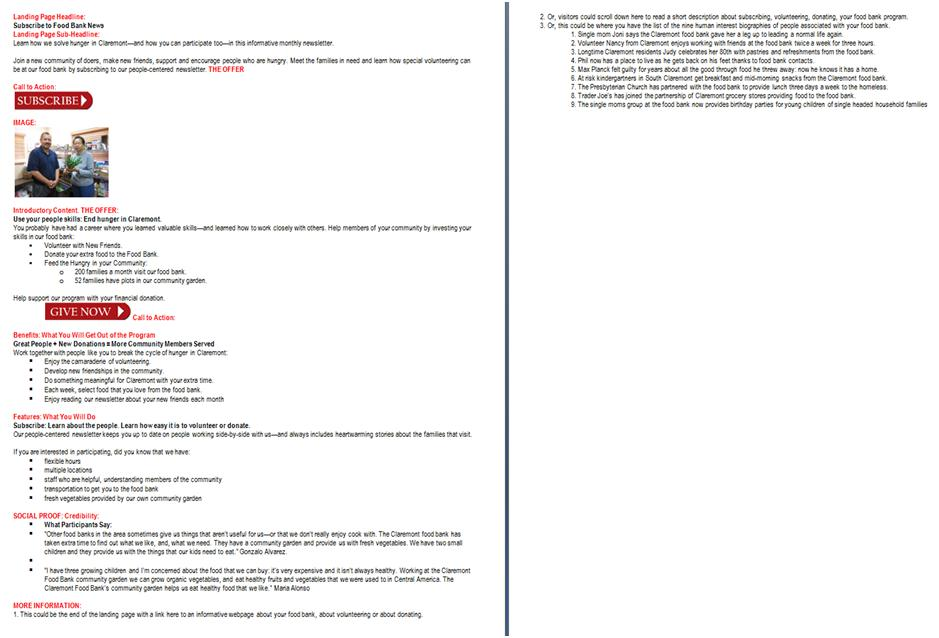 Landing Page Headline:
Subscribe to Food Bank News
Landing Page Sub-Headline:
Learn how we solve hunger in Claremont—and how you can participate too—in this informative monthly newsletter.
Join a new community of doers, make new friends, support and encourage people who are hungry. Meet the families in need and learn how special volunteering can
be at our food bank by subscribing to our people-centered newsletter. THE OFFER
Call to Action:
SUBSCRIBE
IMAGE:
Introductory Content. THE OFFER:
Use your people skills: End hunger in Claremont.
You probably have had a career where you learned valuable skills—and learned how to work closely with others. Help members of your community by investing your
skills in our food bank:
• Volunteer with New Friends.
• Donate your extra food to the Food Bank.
• Feed the Hungry in your Community:
o 200 families a month visit our food bank.
o 52 families have plots in our community garden.
Help support our program with your financial donation.
GIVE NOW Call to Action:
Benefits: What You Will Get Out of the Program
Great People + New Donations = More Community Members Served
Work together with people like you to break the cycle of hunger in Claremont:
▪ Enjoy the camaraderie of volunteering.
▪ Develop new friendships in the community.
▪ Do something meaningful for Claremont with your extra time.
▪ Each week, select food that you love from the food bank.
▪ Enjoy reading our newsletter about your new friends each month
Features: What You Will Do
Subscribe: Learn about the people. Learn how easy it is to volunteer or donate.
Our people-centered newsletter keeps you up to date on people working side-by-side with us—and always includes heartwarming stories about the families that visit.
If you are interested in participating, did you know that we have:
▪ flexible hours
▪ multiple locations
▪ staff who are helpful, understanding members of the community
▪ transportation to get you to the food bank
▪ fresh vegetables provided by our own community garden
SOCIAL PROOF: Credibility:
▪ What Participants Say:
▪ "Other food banks in the area sometimes give us things that aren't useful for us—or that we don't really enjoy cook with. The Claremont food bank has
taken extra time to find out what we like, and, what we need. They have a community garden and provide us with fresh vegetables. We have two small
children and they provide us with the things that our kids need to eat." Gonzalo Alvarez.
▪
▪ "I have three growing children and I'm concerned about the food that we can buy: it's very expensive and it isn't always healthy. Working at the Claremont
Food Bank community garden we can grow organic vegetables, and eat healthy fruits and vegetables that we were used to in Central America. The
Claremont Food Bank's community garden helps us eat healthy food that we like." Maria Alonso
MORE INFORMATION:
1. This could be the end of the landing page with a link here to an informative webpage about your food bank, about volunteering or about donating.
2. Or, visitors could scroll down here to read a short description about subscribing, volunteering, donating, your food bank program.
3. Or, this could be where you have the list of the nine human interest biographies of people associated with your food bank.
1. Single mom Joni says the Claremont food bank gave her a leg up to leading a normal life again.
2. Volunteer Nancy from Claremont enjoys working with friends at the food bank twice a week for three hours.
3. Longtime Claremont residents Judy celebrates her 80th with pastries and refreshments from the food bank.
4. Phil now has a place to live as he gets back on his feet thanks to food bank contacts.
5. Max Planck felt guilty for years about all the good through food he threw away: now he knows it has a home.
6. At risk kindergartners in South Claremont get breakfast and mid-morning snacks from the Claremont food bank.
7. The Presbyterian Church has partnered with the food bank to provide lunch three days a week to the homeless.
8. Trader Joe's has joined the partnership of Claremont grocery stores providing food to the food bank.
9. The single moms group at the food bank now provides birthday parties for young children of single headed household families